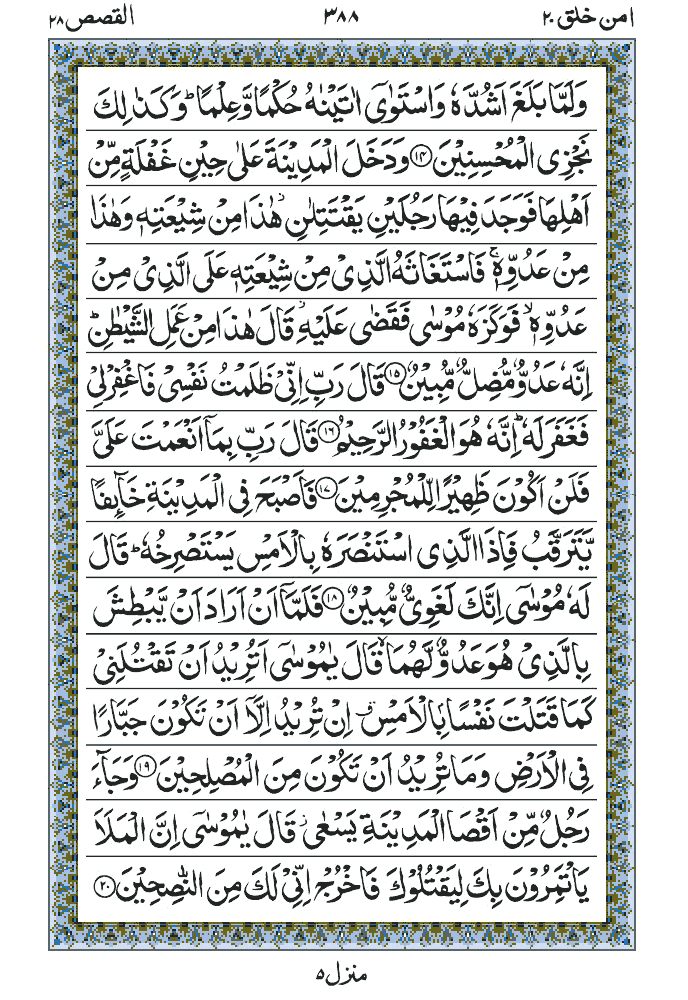 امن خلق ٢٠ ٣٨٨ القصص ٢٨
وَلَمَّا بَلَغَ اَشُدَّهٗ وَاسْتَوٰٓى اٰتَيْنٰهُ حُكْمًا وَّعِلْمًا ؕ وَكَذٰلِكَ
نَجْزِى الْمُحْسِنِيْنَ ﴿١٤﴾ وَدَخَلَ الْمَدِيْنَةَ عَلٰى حِيْنِ غَفْلَةٍ مِّنْ
اَهْلِهَا فَوَجَدَ فِيْهَا رَجُلَيْنِ يَقْتَتِلٰنِ ؗ هٰذَا مِنْ شِيْعَتِهٖ وَهٰذَا
مِنْ عَدُوِّهٖ ۚ فَاسْتَغَاثَهُ الَّذِىْ مِنْ شِيْعَتِهٖ عَلَى الَّذِىْ مِنْ
عَدُوِّهٖ ۙ فَوَكَزَهٗ مُوْسٰى فَقَضٰى عَلَيْهِ ؗ قَالَ هٰذَا مِنْ عَمَلِ الشَّيْطٰنِ ؕ
اِنَّهٗ عَدُوٌّ مُّضِلٌّ مُّبِيْنٌ ﴿١٥﴾ قَالَ رَبِّ اِنِّىْ ظَلَمْتُ نَفْسِىْ فَاغْفِرْلِىْ
فَغَفَرَ لَهٗ ؕ اِنَّهٗ هُوَ الْغَفُوْرُ الرَّحِيْمُ ﴿١٦﴾ قَالَ رَبِّ بِمَاۤ اَنْعَمْتَ عَلَىَّ
فَلَنْ اَكُوْنَ ظَهِيْرًا لِّلْمُجْرِمِيْنَ ﴿١٧﴾ فَاَصْبَحَ فِى الْمَدِيْنَةِ خَآئِفًا
يَّتَرَقَّبُ فَاِذَا الَّذِى اسْتَنْصَرَهٗ بِالْاَمْسِ يَسْتَصْرِخُهٗ ؕ قَالَ
لَهٗ مُوْسٰٓى اِنَّكَ لَغَوِىٌّ مُّبِيْنٌ ﴿١٨﴾ فَلَمَّاۤ اَنْ اَرَادَ اَنْ يَّبْطِشَ
بِالَّذِىْ هُوَ عَدُوٌّ لَّهُمَا ۙ قَالَ يٰمُوْسٰٓى اَتُرِيْدُ اَنْ تَقْتُلَنِىْ
كَمَا قَتَلْتَ نَفْسًۢا بِالْاَمْسِ ۖ اِنْ تُرِيْدُ اِلَّاۤ اَنْ تَكُوْنَ جَبَّارًا
فِى الْاَرْضِ وَمَا تُرِيْدُ اَنْ تَكُوْنَ مِنَ الْمُصْلِحِيْنَ ﴿١٩﴾ وَجَآءَ
رَجُلٌ مِّنْ اَقْصَا الْمَدِيْنَةِ يَسْعٰى ؗ قَالَ يٰمُوْسٰٓى اِنَّ الْمَلَاَ
يَاْتَمِرُوْنَ بِكَ لِيَقْتُلُوْكَ فَاخْرُجْ اِنِّىْ لَكَ مِنَ النّٰصِحِيْنَ ﴿٢٠﴾
منزل ٥